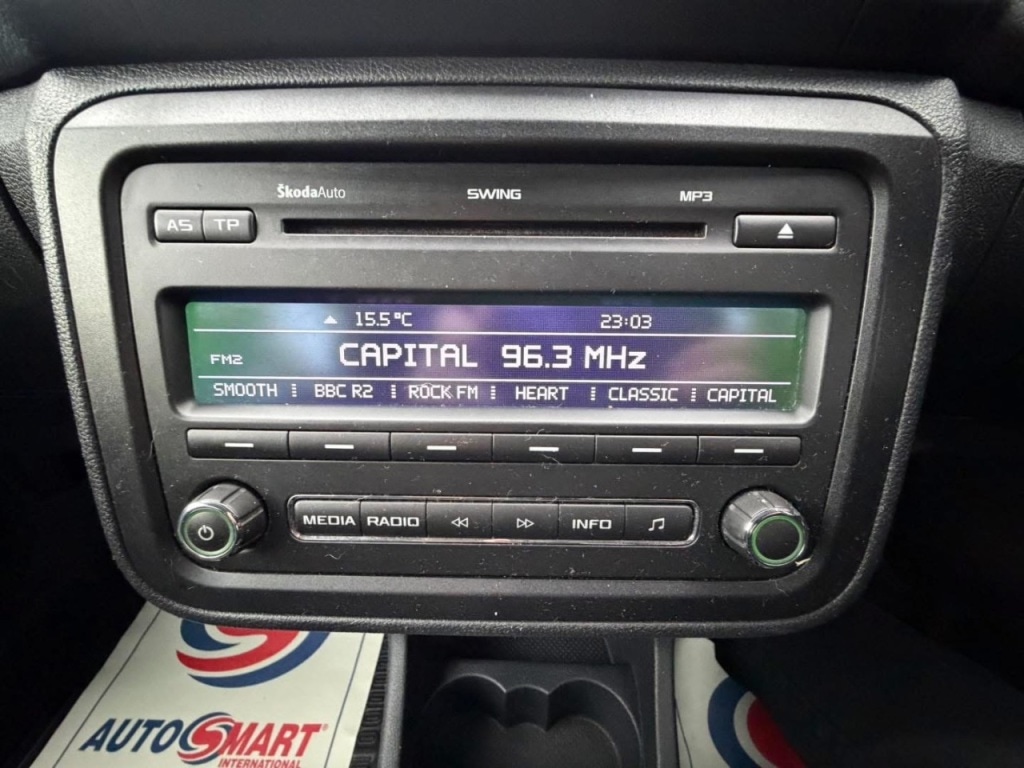 ŠkodaAuto SWING MP3
AS TP
15.5°C 23:03
FM2 CAPITAL 96.3 MHz
SMOOTH BBC R2 ROCK FM HEART CLASSIC CAPITAL
MEDIA RADIO INFO
AUTOSMART®
INTERNATIONAL